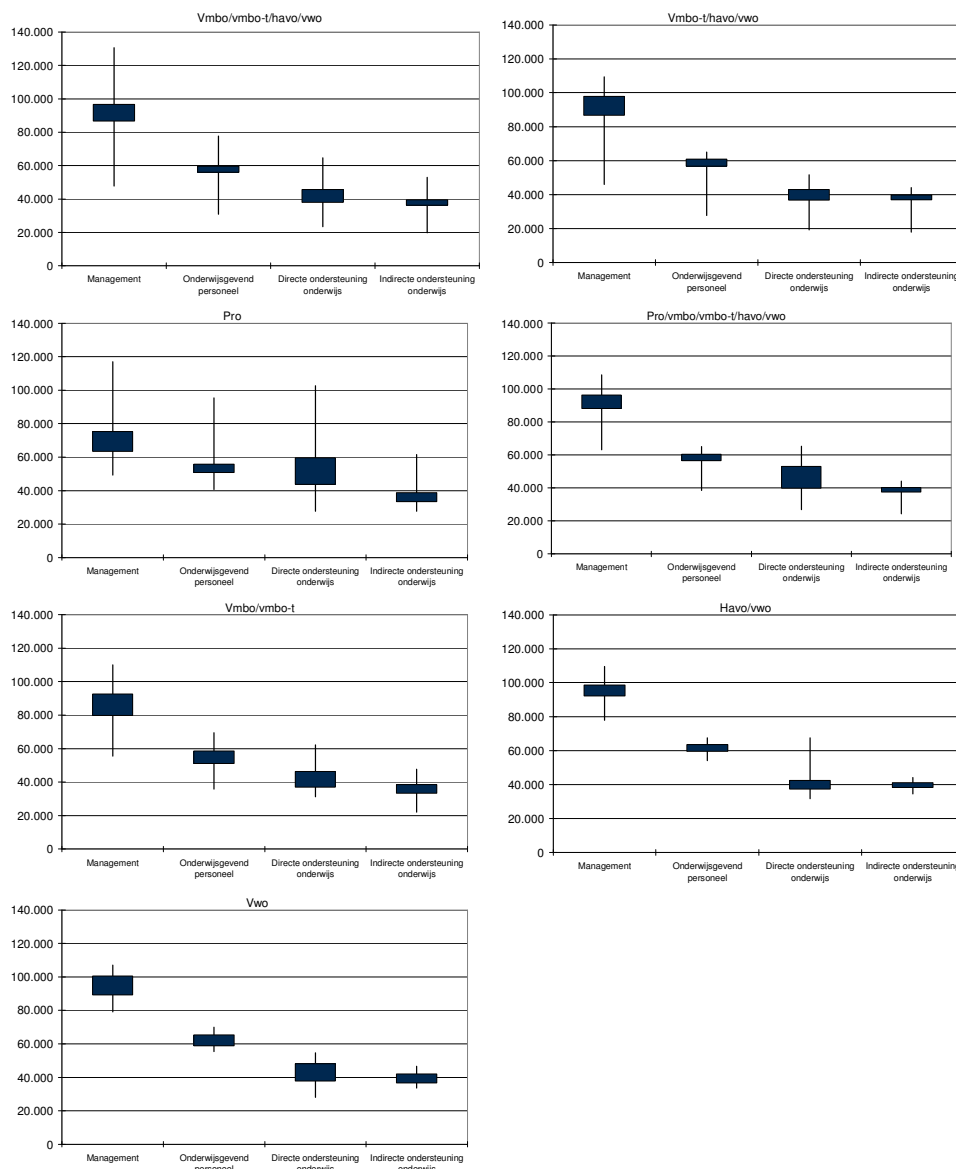 Vmbo/vmbo-t/havo/vwo
140.000
120.000
100.000
80.000
60.000
40.000
20.000
0
Management
Onderwijsgevend
personeel
Directe ondersteuning
onderwijs
Indirecte ondersteuning
onderwijs
Vmbo-t/havo/vwo
140.000
120.000
100.000
80.000
60.000
40.000
20.000
0
Management
Onderwijsgevend
personeel
Directe ondersteuning
onderwijs
Indirecte ondersteuning
onderwijs
Pro
140.000
120.000
100.000
80.000
60.000
40.000
20.000
0
Management
Onderwijsgevend
personeel
Directe ondersteuning
onderwijs
Indirecte ondersteuning
onderwijs
Pro/vmbo/vmbo-t/havo/vwo
140.000
120.000
100.000
80.000
60.000
40.000
20.000
0
Management
Onderwijsgevend
personeel
Directe ondersteuning
onderwijs
Indirecte ondersteuning
onderwijs
Vmbo/vmbo-t
140.000
120.000
100.000
80.000
60.000
40.000
20.000
0
Management
Onderwijsgevend
personeel
Directe ondersteuning
onderwijs
Indirecte ondersteuning
onderwijs
Havo/vwo
140.000
120.000
100.000
80.000
60.000
40.000
20.000
0
Management
Onderwijsgevend
personeel
Directe ondersteuning
onderwijs
Indirecte ondersteuning
onderwijs
Vwo
140.000
120.000
100.000
80.000
60.000
40.000
20.000
0
Management
Onderwijsgevend
personeel
Directe ondersteuning
onderwijs
Indirecte ondersteuning
onderwijs